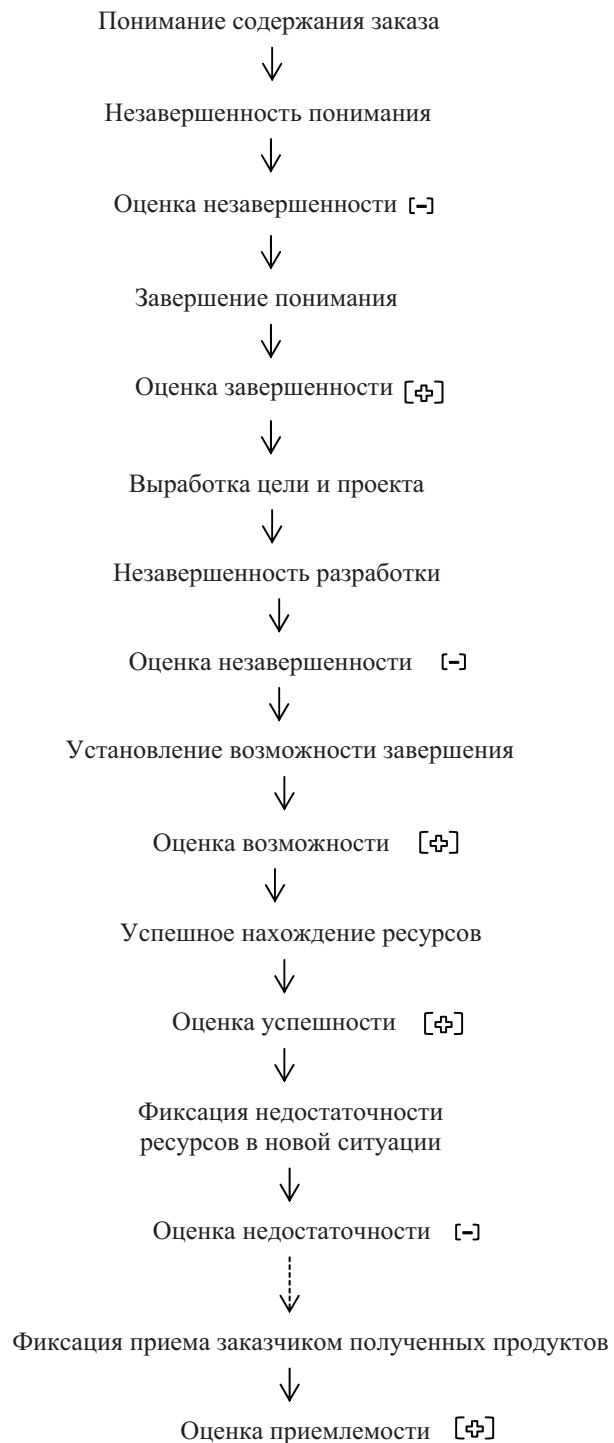 Понимание содержания заказа
Незавершенность понимания
Оценка незавершенности [-]
Завершение понимания
Оценка завершенности [+]
Выработка цели и проекта
Незавершенность разработки
Оценка незавершенности [-]
Установление возможности завершения
Оценка возможности [+]
Успешное нахождение ресурсов
Оценка успешности [+]
Фиксация недостаточности
ресурсов в новой ситуации
Оценка недостаточности [-]
Фиксация приема заказчиком полученных продуктов
Оценка приемлемости [+]